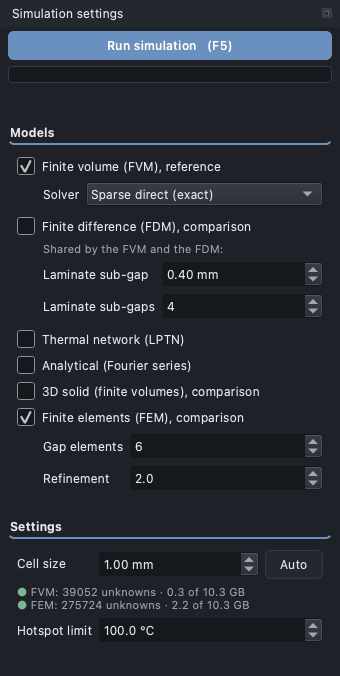 Simulation settings
Run simulation (F5)
Models
Finite volume (FVM), reference
Solver Sparse direct (exact)
Finite difference (FDM), comparison
Shared by the FVM and the FDM:
Laminate sub-gap 0.40 mm
Laminate sub-gaps 4
Thermal network (LPTN)
Analytical (Fourier series)
3D solid (finite volumes), comparison
Finite elements (FEM), comparison
Gap elements 6
Refinement 2.0
Settings
Cell size 1.00 mm Auto
FVM: 39052 unknowns · 0.3 of 10.3 GB
FEM: 275724 unknowns · 2.2 of 10.3 GB
Hotspot limit 100.0 °C